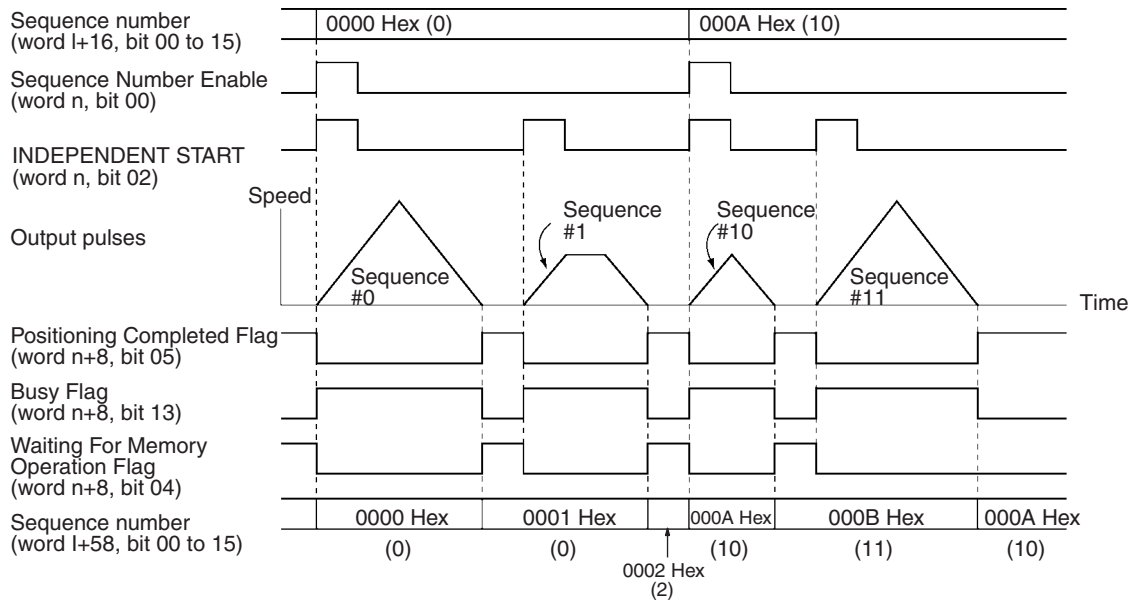 Sequence number
(word I+16, bit 00 to 15)
0000 Hex (0)
000A Hex (10)
Sequence Number Enable
(word n, bit 00)
INDEPENDENT START
(word n, bit 02)
Speed
Output pulses
Sequence
#0
Sequence
#1
Sequence
#10
Sequence
#11
Time
Positioning Completed Flag
(word n+8, bit 05)
Busy Flag
(word n+8, bit 13)
Waiting For Memory
Operation Flag
(word n+8, bit 04)
Sequence number
(word I+58, bit 00 to 15)
0000 Hex
0001 Hex
000A Hex
000B Hex
000A Hex
(0)
(0)
(10)
(11)
(10)
0002 Hex
(2)